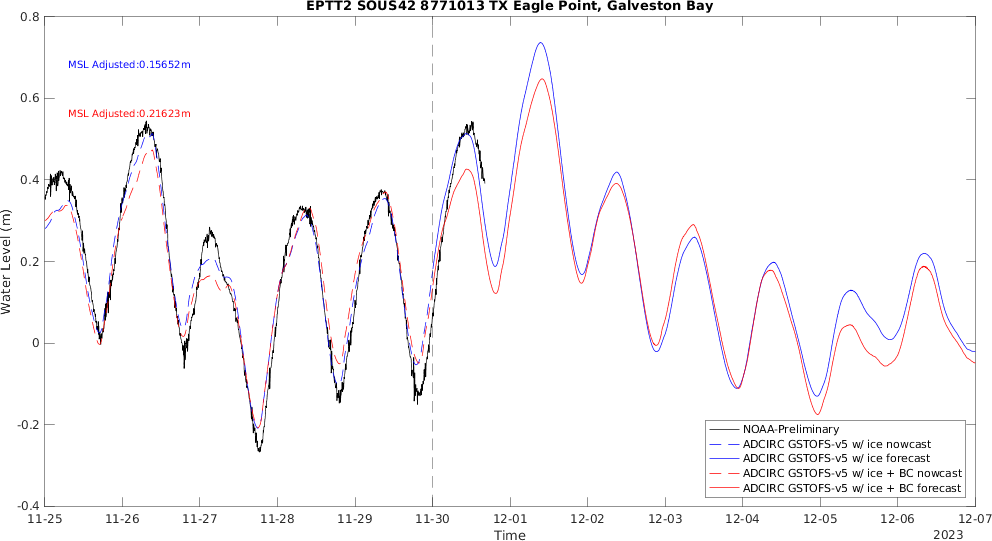 EPTT2 SOUS42 8771013 TX Eagle Point, Galveston Bay
0.8
0.6
0.4
0.2
0
-0.2
-0.4
Water Level (m)
MSL Adjusted:0.15652m
MSL Adjusted:0.21623m
NOAA-Preliminary
ADCIRC GSTOFS-v5 w/ ice nowcast
ADCIRC GSTOFS-v5 w/ ice forecast
ADCIRC GSTOFS-v5 w/ ice + BC nowcast
ADCIRC GSTOFS-v5 w/ ice + BC forecast
11-25 11-26 11-27 11-28 11-29 11-30 12-01 12-02 12-03 12-04 12-05 12-06 12-07
Time
2023